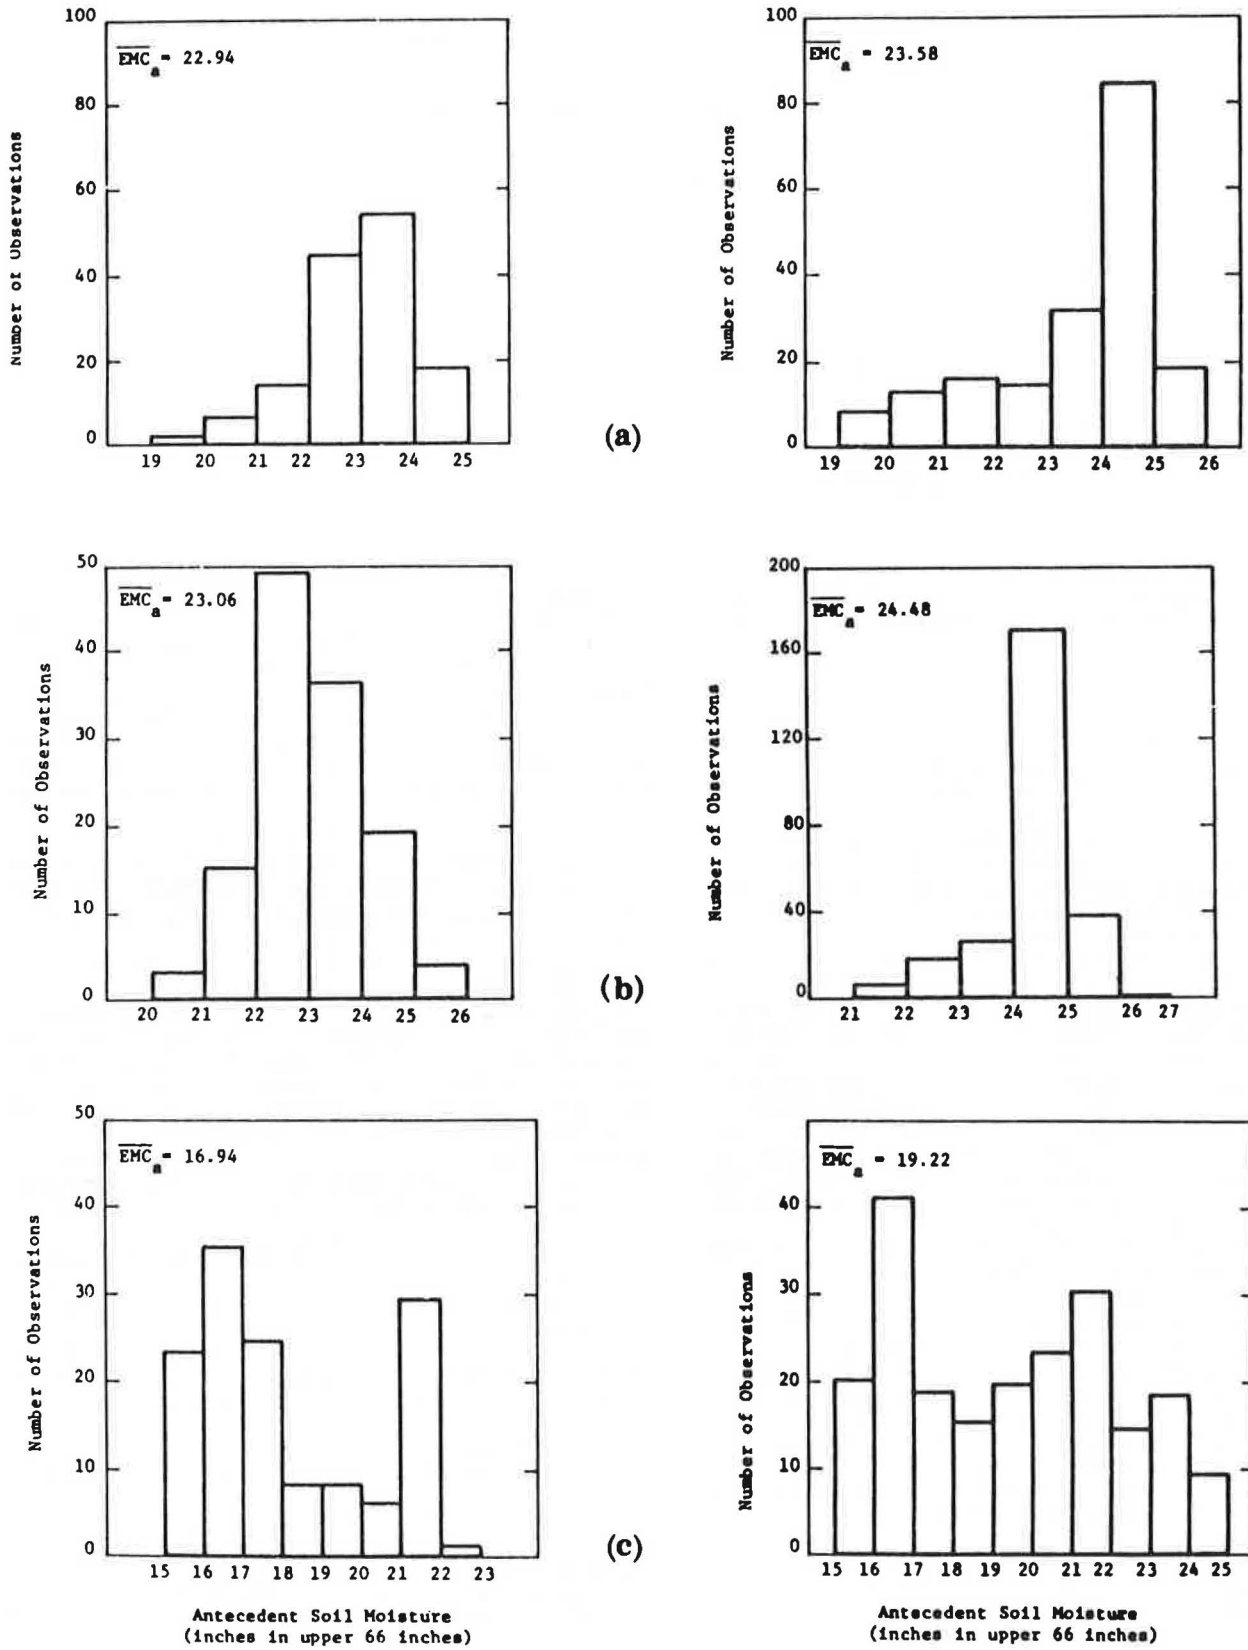 100
80
60
40
20
0
EMC
a
= 22.94
Number of Observations
19 20 21 22 23 24 25
(a)
100
80
60
40
20
0
EMC
a
= 23.58
Number of Observations
19 20 21 22 23 24 25 26
50
40
30
20
10
0
EMC
a
= 23.06
Number of Observations
20 21 22 23 24 25 26
(b)
200
160
120
80
40
0
EMC
a
= 24.48
Number of Observations
21 22 23 24 25 26 27
50
40
30
20
10
0
EMC
a
= 16.94
Number of Observations
15 16 17 18 19 20 21 22 23
Antecedent Soil Moisture
(inches in upper 66 inches)
(c)
40
30
20
10
0
EMC
a
= 19.22
Number of Observations
15 16 17 18 19 20 21 22 23 24 25
Antecedent Soil Moisture
(inches in upper 66 inches)